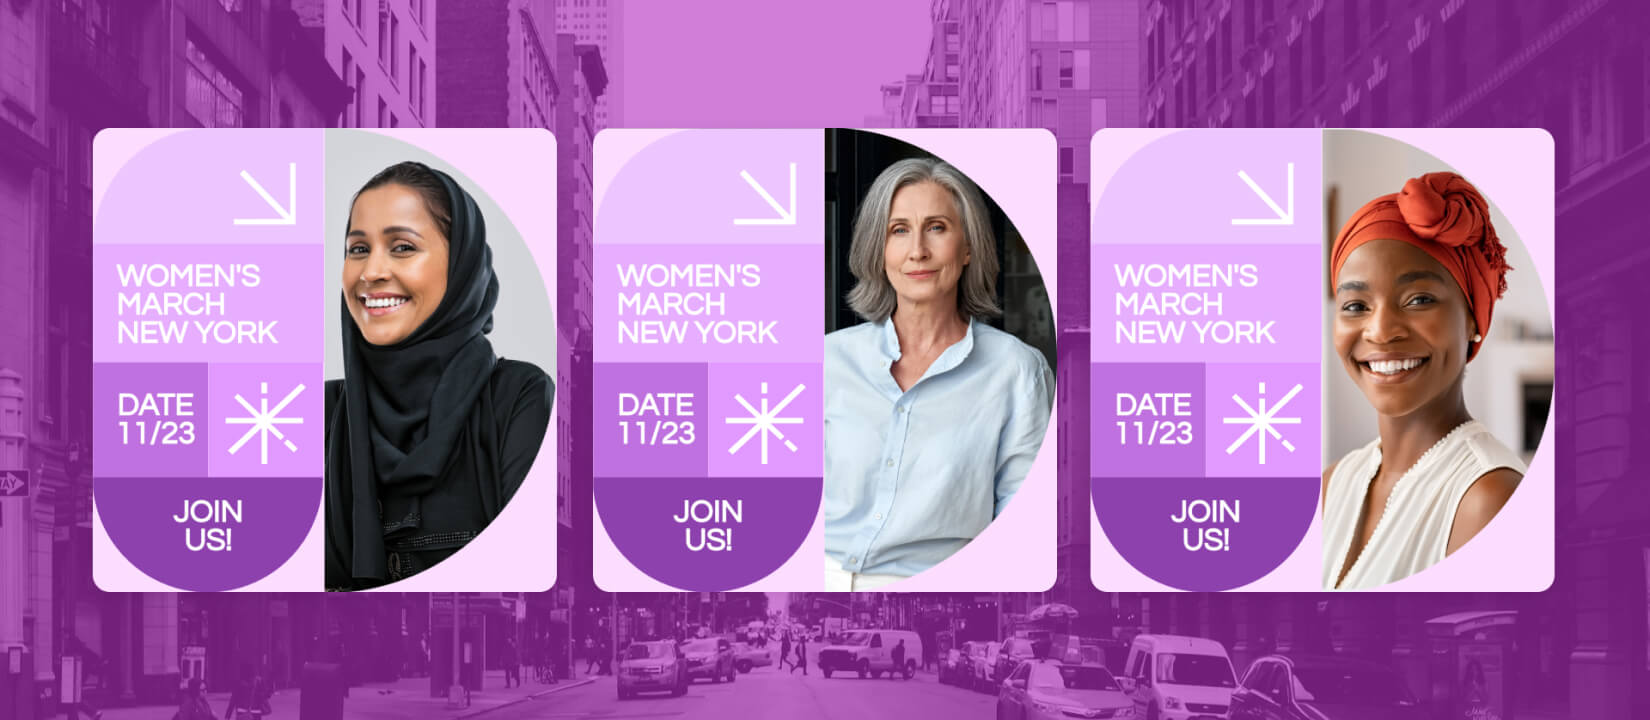 WOMEN'S
MARCH
NEW YORK
DATE
11/23
JOIN
US!
WOMEN'S
MARCH
NEW YORK
DATE
11/23
JOIN
US!
WOMEN'S
MARCH
NEW YORK
DATE
11/23
JOIN
US!